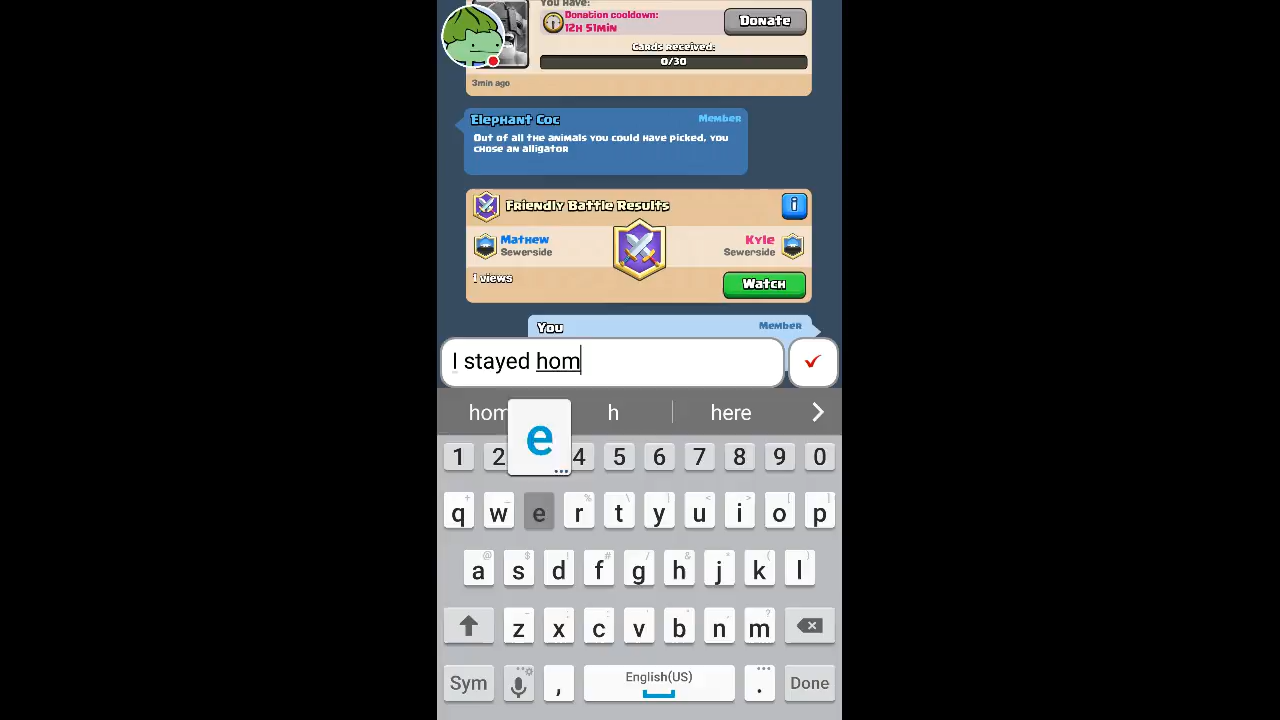 You have:
Donation cooldown:
12h 51min
Donate
Cards received:
0/30
3min ago
Elephant Coc
Member
Out of all the animals you could have picked, you
chose an alligator
Friendly Battle Results
i
Mathew
Sewerside
Kyle
Sewerside
1 views
Watch
You
Member
I stayed hom
hom h here
e
1 2 4 5 6 7 8 9 0
q w e r t y u i o p
a s d f g h j k l
z x c v b n m
Sym , English(US) . Done